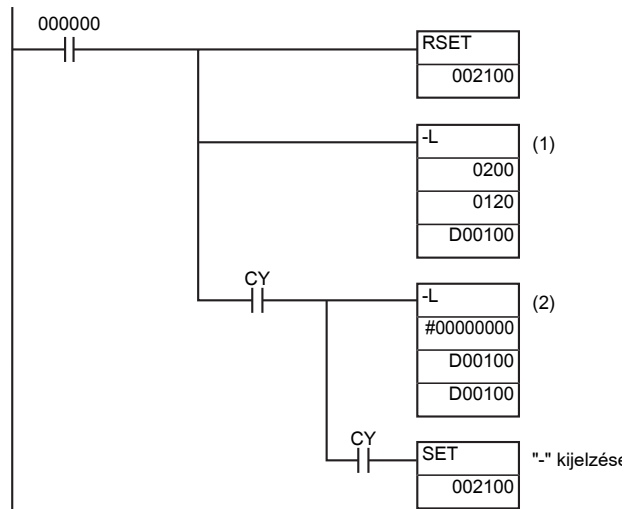 000000
RSET
002100
-L
(1)
0200
0120
D00100
CY
-L
(2)
#00000000
D00100
D00100
CY
SET
"-" kijelzése
002100